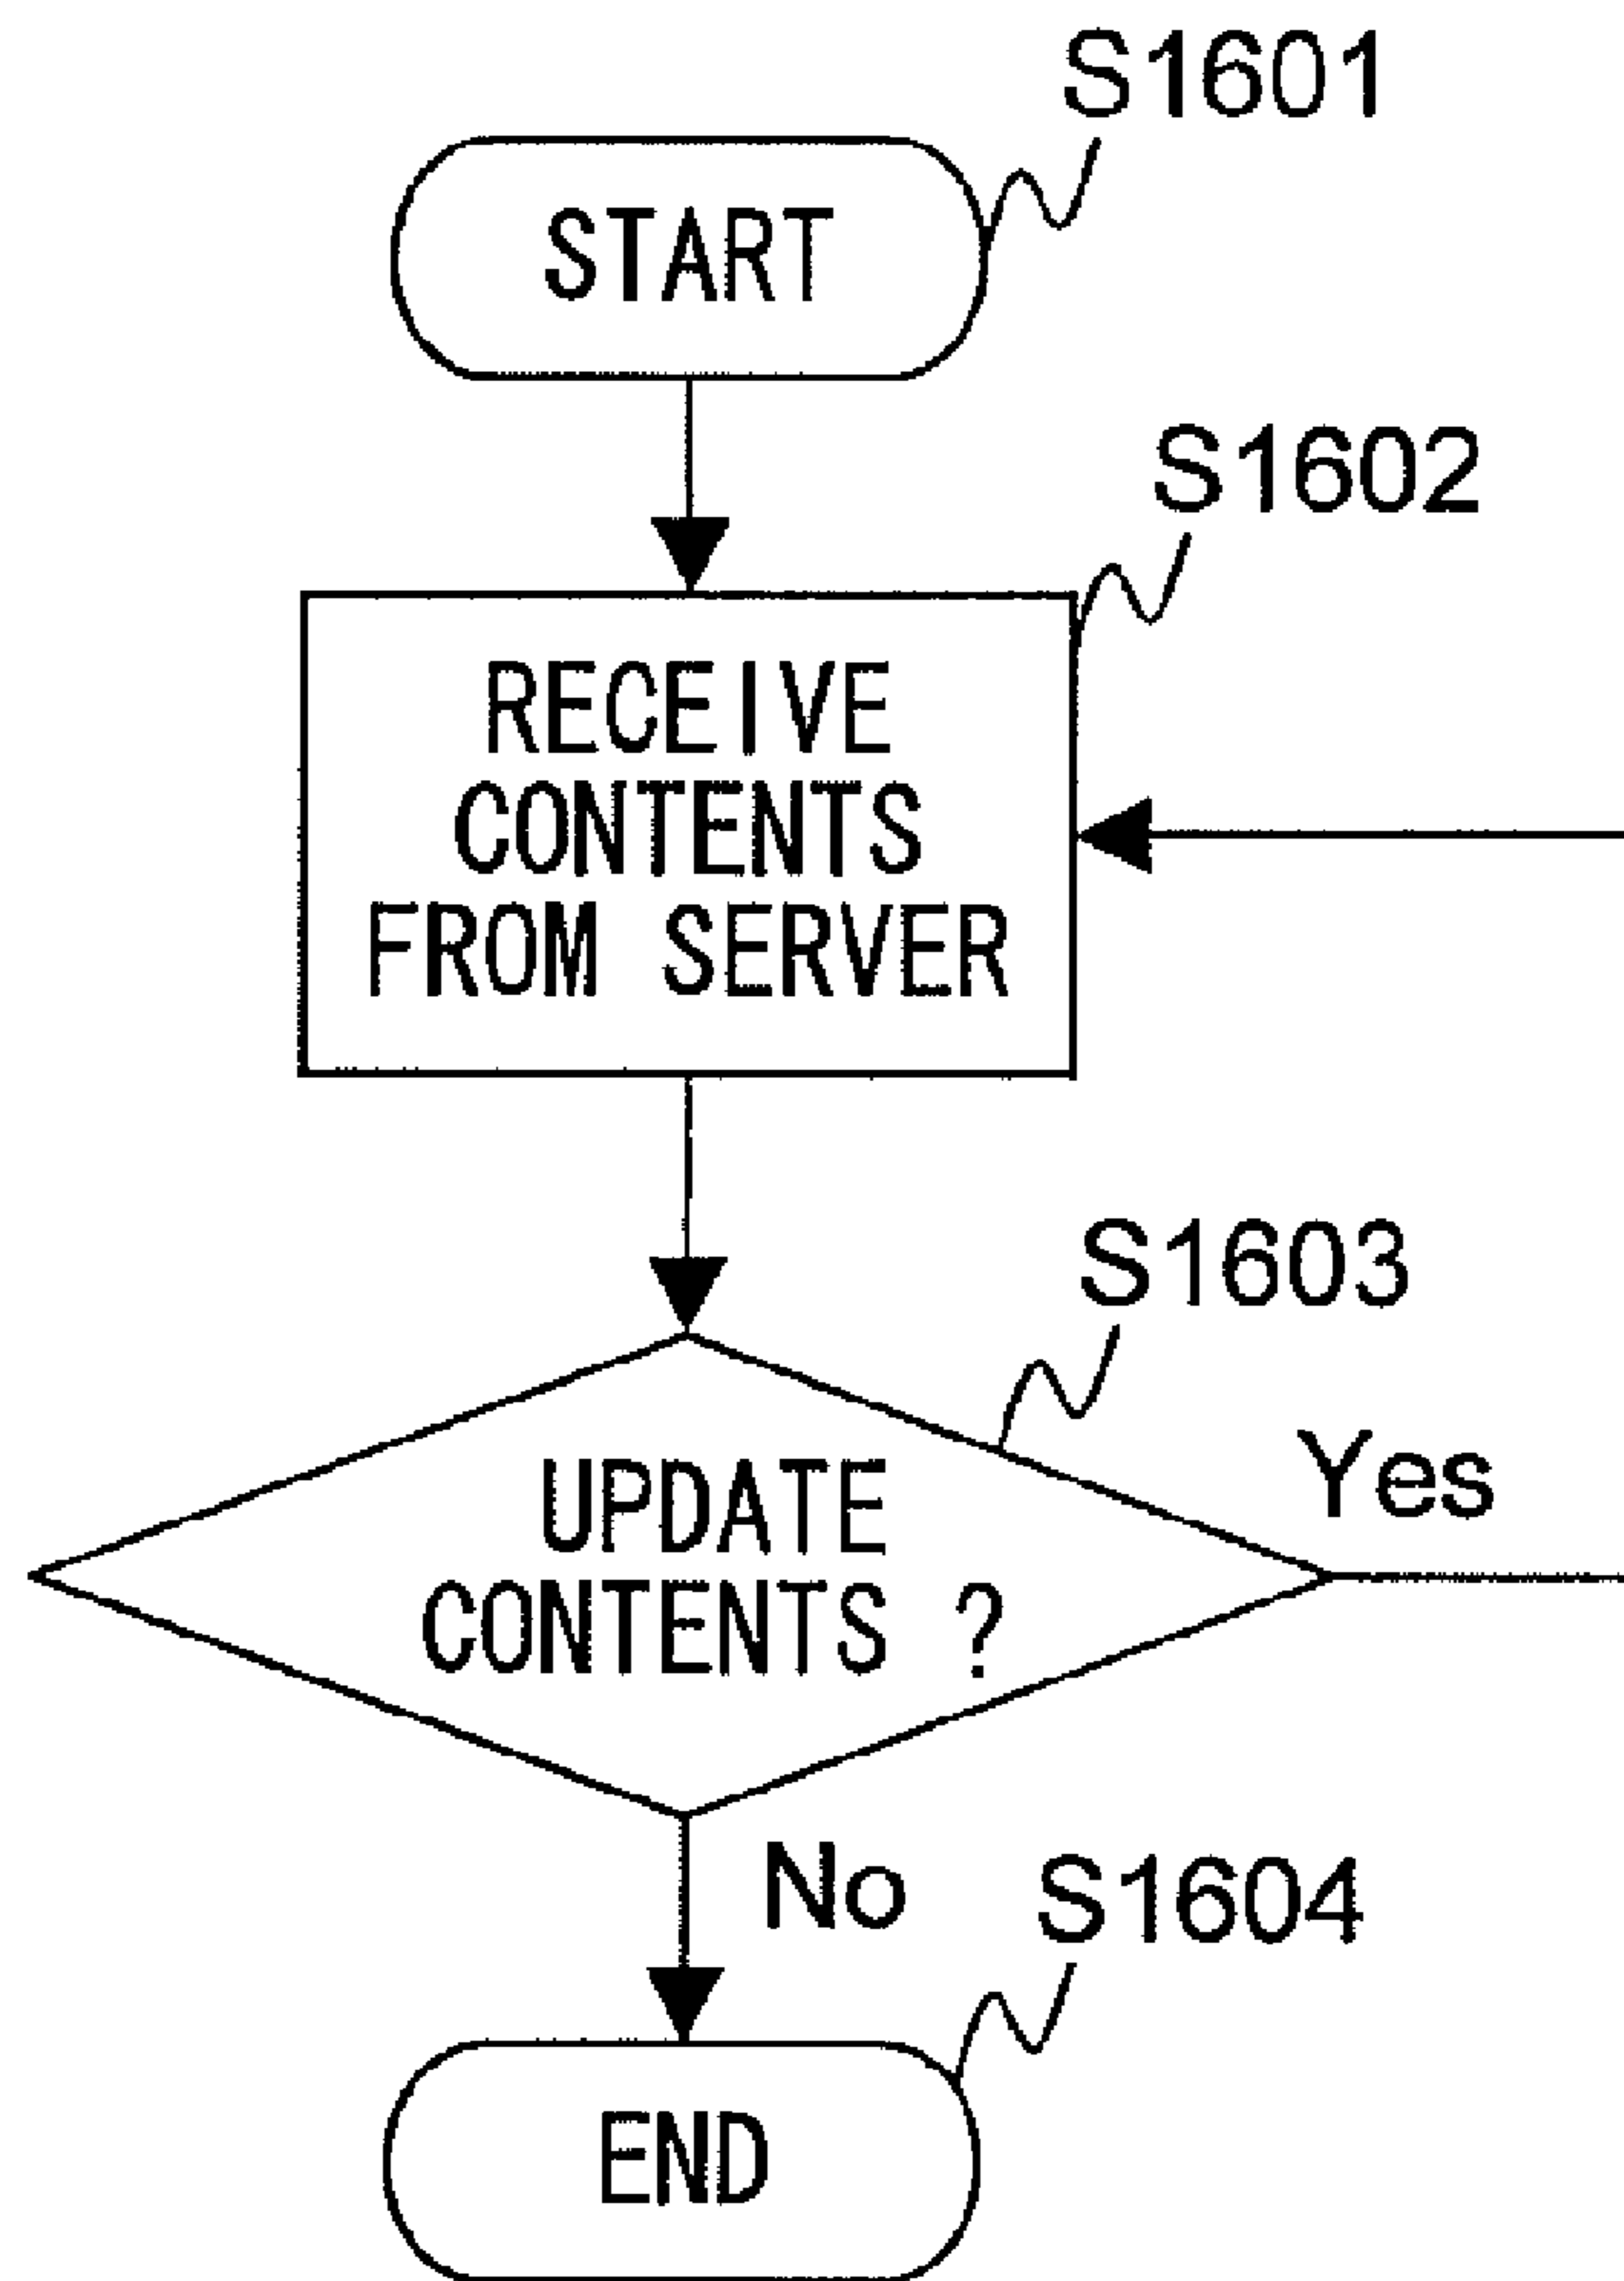 S1601
START
S1602
RECEIVE
CONTENTS
FROM SERVER
S1603
UPDATE
CONTENTS ?
Yes
No
S1604
END